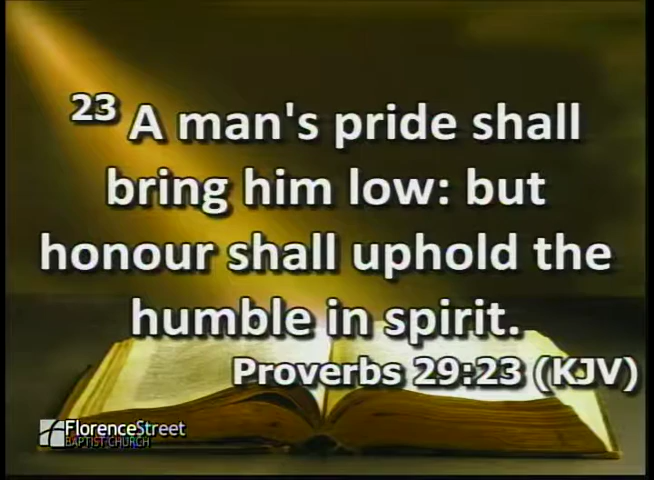 23 A man's pride shall
bring him low: but
honour shall uphold the
humble in spirit.
Proverbs 29:23 (KJV)
FlorenceStreet
BAPTIST CHURCH